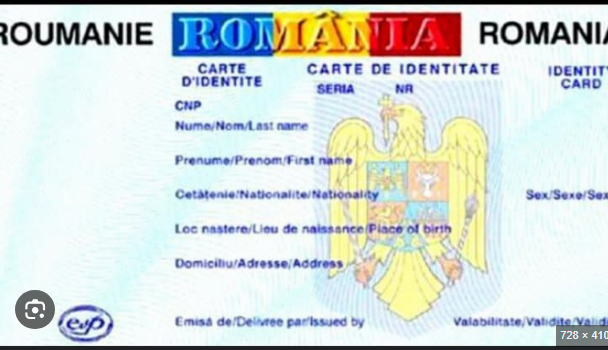 ROUMANIE ROMÂNIA ROMANIA
CARTE D'IDENTITE
CARTE DE IDENTITATE
IDENTITY CARD
SERIA NR
CNP
Nume/Nom/Last name
Prenume/Prenom/First name
Cetăţenie/Nationalite/Nationality
Sex/Sexe/Sex
Loc nastere/Lieu de naissance/Place of birth
Domiciliu/Adresse/Address
Emisă de/Delivree par/Issued by
Valabilitate/Validite/Validi
728 × 410